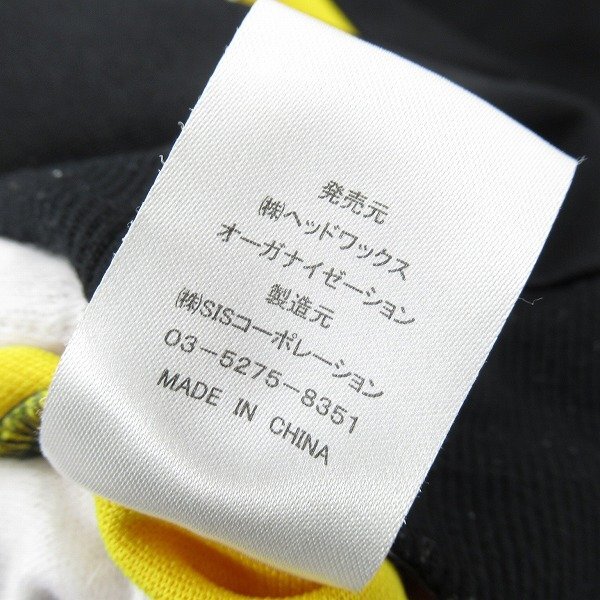 発売元
㈱ヘッドワックス
オーガナイゼーション
製造元
㈱SISコーポレーション
03-5275-8351
MADE IN CHINA